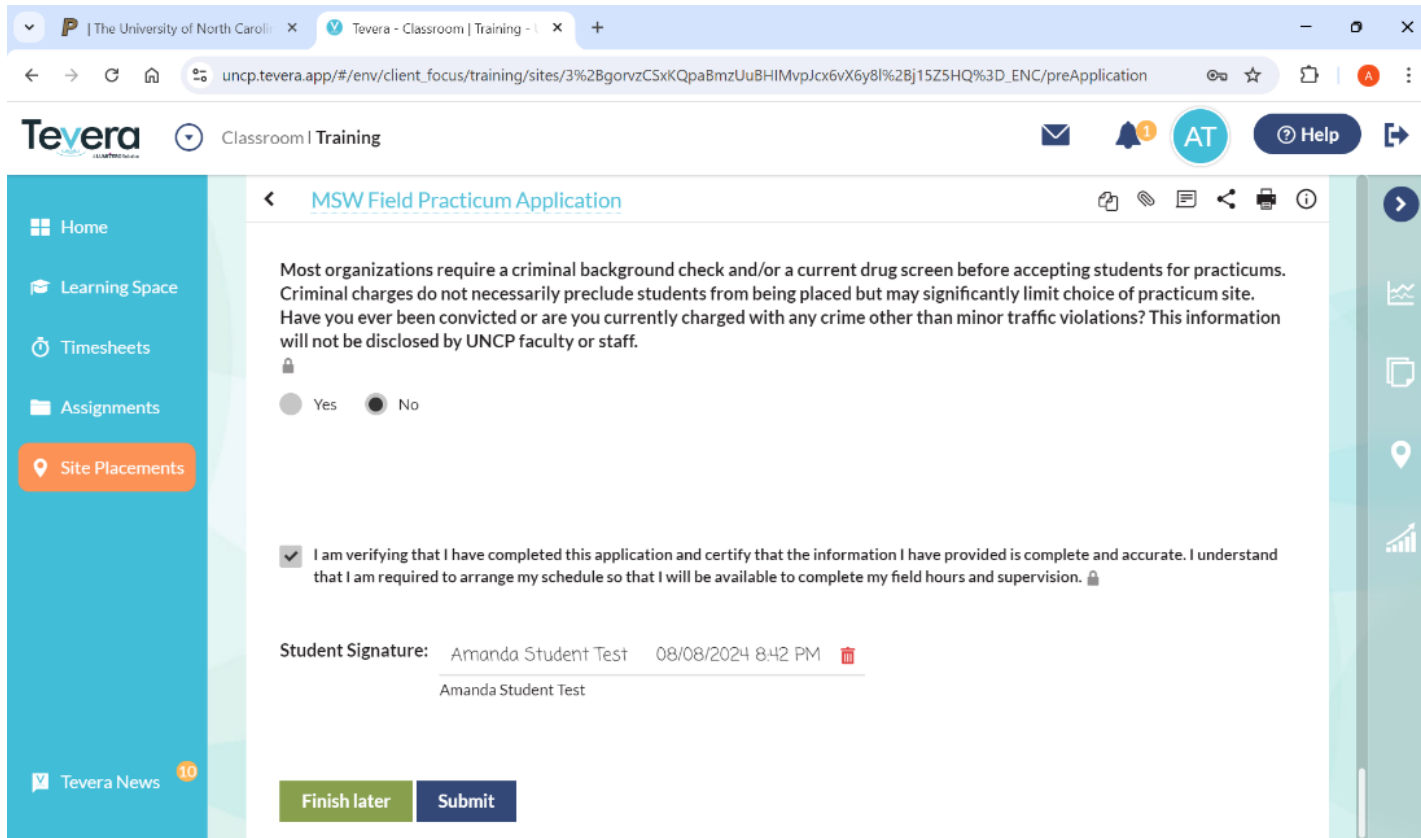 | The University of North Caroli
Tevera - Classroom | Training - U
uncp.tevera.app/#/env/client_focus/training/sites/3%2BgorvzCSxKQpaBmzUuBHIMvpJcx6vX6y8l%2Bj15Z5HQ%3D_ENC/preApplication
A
Tevera
Classroom | Training
1
AT
? Help
Home
Learning Space
Timesheets
Assignments
Site Placements
Tevera News
10
MSW Field Practicum Application
Most organizations require a criminal background check and/or a current drug screen before accepting students for practicums.
Criminal charges do not necessarily preclude students from being placed but may significantly limit choice of practicum site.
Have you ever been convicted or are you currently charged with any crime other than minor traffic violations? This information
will not be disclosed by UNCP faculty or staff.
Yes No
I am verifying that I have completed this application and certify that the information I have provided is complete and accurate. I understand
that I am required to arrange my schedule so that I will be available to complete my field hours and supervision.
Student Signature: Amanda Student Test 08/08/2024 8:42 PM
Amanda Student Test
Finish later Submit